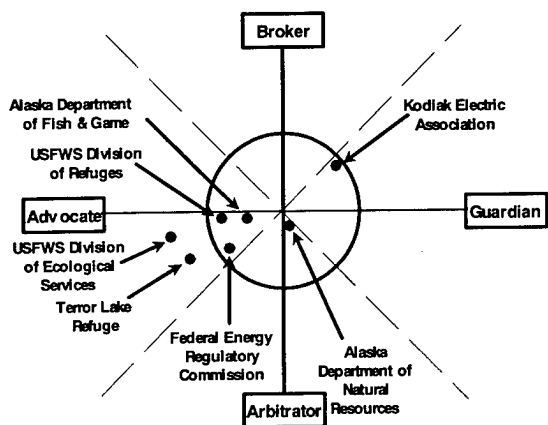 Broker
Alaska Department
of Fish & Game
Kodiak Electric
Association
USFWS Division
of Refuges
Advocate
Guardian
USFWS Division
of Ecological
Services
Terror Lake
Refuge
Federal Energy
Regulatory
Commission
Alaska
Department of
Natural
Resources
Arbitrator